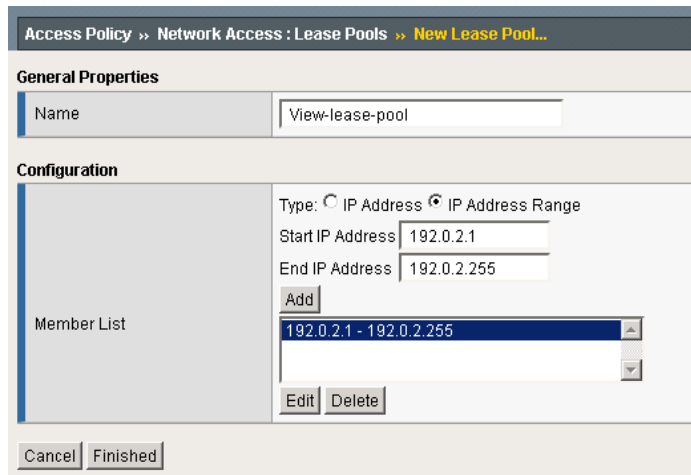 Access Policy ›› Network Access : Lease Pools ›› New Lease Pool...
General Properties
Name View-lease-pool
Configuration
Type: IP Address IP Address Range
Start IP Address 192.0.2.1
End IP Address 192.0.2.255
Add
Member List
192.0.2.1 - 192.0.2.255
Edit Delete
Cancel Finished